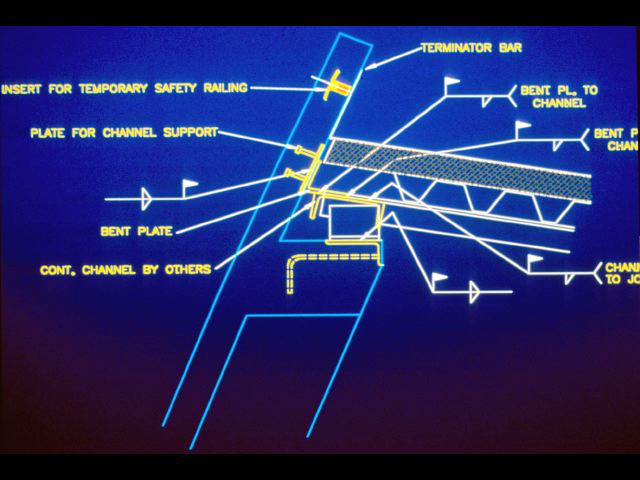 TERMINATOR BAR
INSERT FOR TEMPORARY SAFETY RAILING
BENT PL. TO
CHANNEL
PLATE FOR CHANNEL SUPPORT
BENT P
CHAN
BENT PLATE
CONT. CHANNEL BY OTHERS
CHANN
TO JO